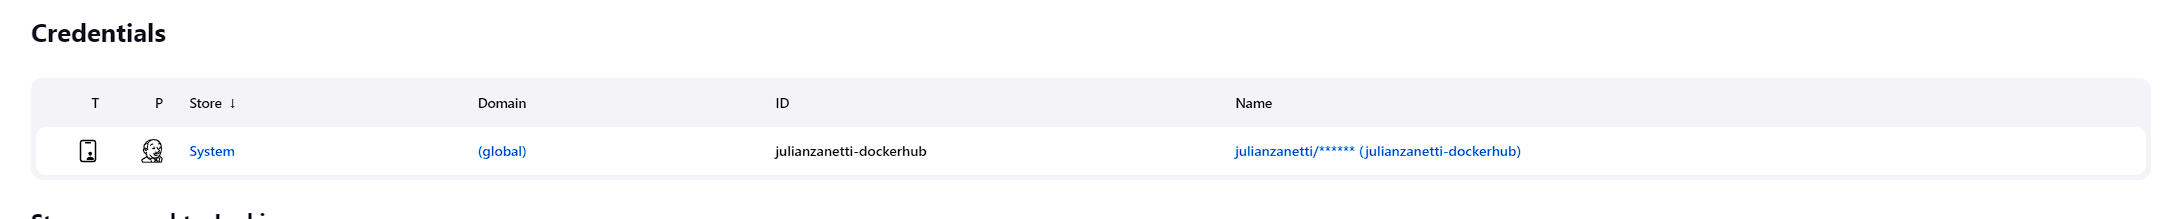 Credentials
T P Store ↓ Domain ID Name
System (global) julianzanetti-dockerhub julianzanetti/****** (julianzanetti-dockerhub)